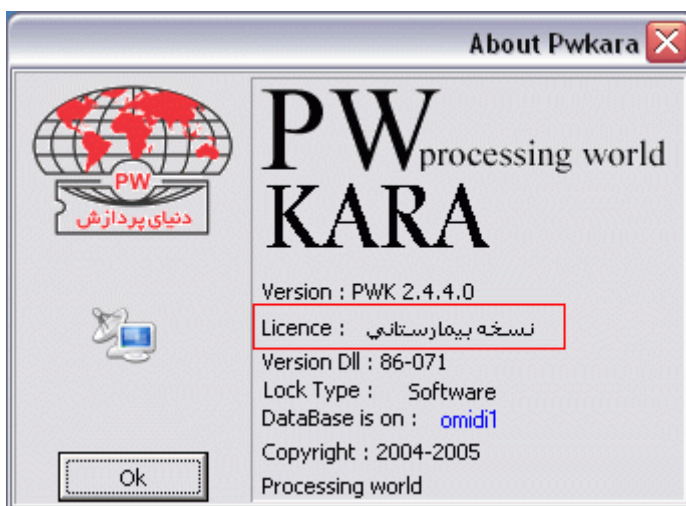 About Pwkara
PW
دنیای پردازش
PW processing world
KARA
Version : PWK 2.4.4.0
Licence : نسخه بیمارستاني
Version Dll : 86-071
Lock Type : Software
DataBase is on : omidi1
Copyright : 2004-2005
Processing world
Ok